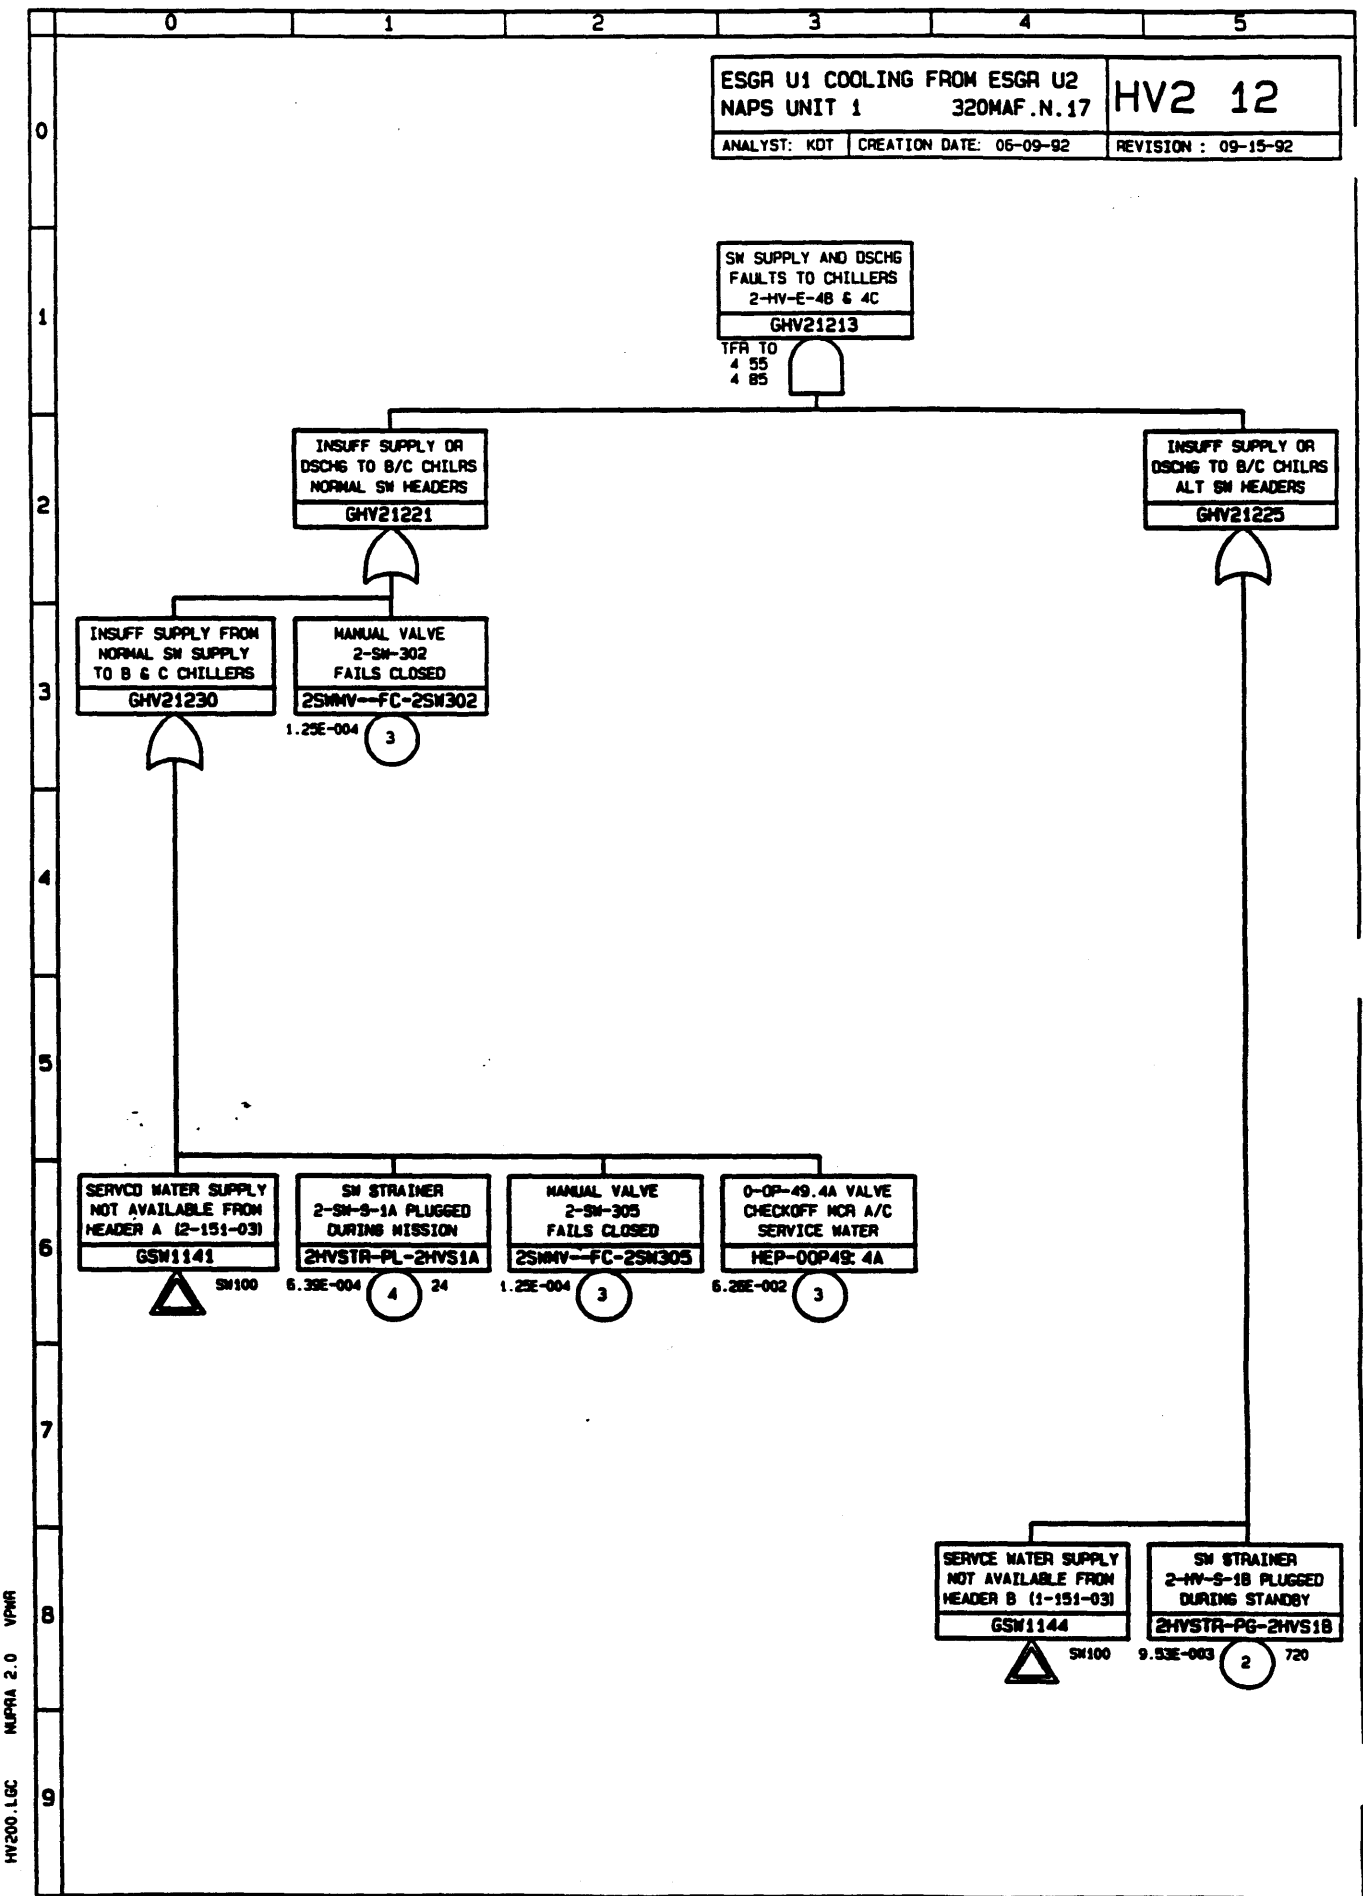 0 1 2 3 4 5
ESGR U1 COOLING FROM ESGR U2
NAPS UNIT 1 320MAF.N.17
HV2 12
ANALYST: KDT CREATION DATE: 06-09-92 REVISION : 09-15-92
0
SW SUPPLY AND DSCHG
FAULTS TO CHILLERS
2-HV-E-4B & 4C
GHV21213
1
TFR TO
4 55
4 85
INSUFF SUPPLY OR
DSCHG TO B/C CHILRS
NORMAL SW HEADERS
GHV21221
INSUFF SUPPLY OR
DSCHG TO B/C CHILRS
ALT SW HEADERS
GHV21225
2
INSUFF SUPPLY FROM
NORMAL SW SUPPLY
TO B & C CHILLERS
GHV21230
MANUAL VALVE
2-SW-302
FAILS CLOSED
2SWMV--FC-2SW302
1.25E-004 3
3
4
5
SERVCO WATER SUPPLY
NOT AVAILABLE FROM
HEADER A (2-151-03)
GSW1141
SW100
SW STRAINER
2-SW-S-1A PLUGGED
DURING MISSION
2HVSTR-PL-2HVS1A
6.39E-004 4 24
MANUAL VALVE
2-SW-305
FAILS CLOSED
2SWMV--FC-2SW305
1.25E-004 3
0-OP-49.4A VALVE
CHECKOFF MCR A/C
SERVICE WATER
HEP-0OP49:4A
6.26E-002 3
6
7
SERVCE WATER SUPPLY
NOT AVAILABLE FROM
HEADER B (1-151-03)
GSW1144
SW100
SW STRAINER
2-HV-S-1B PLUGGED
DURING STANDBY
2HVSTR-PG-2HVS1B
9.53E-003 2 720
8
9
HV200.LGC NUPRA 2.0 VPWR